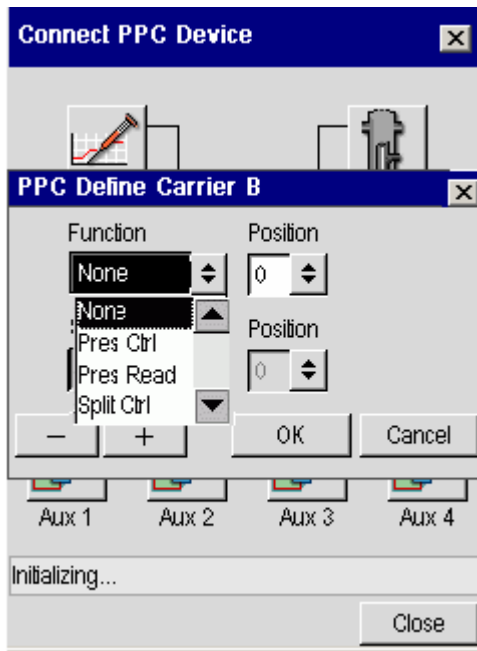 Connect PPC Device
PPC Define Carrier B
Function Position
None 0
None
Pres Ctrl Position
Pres Read 0
Split Ctrl
− + OK Cancel
Aux 1 Aux 2 Aux 3 Aux 4
Initializing...
Close